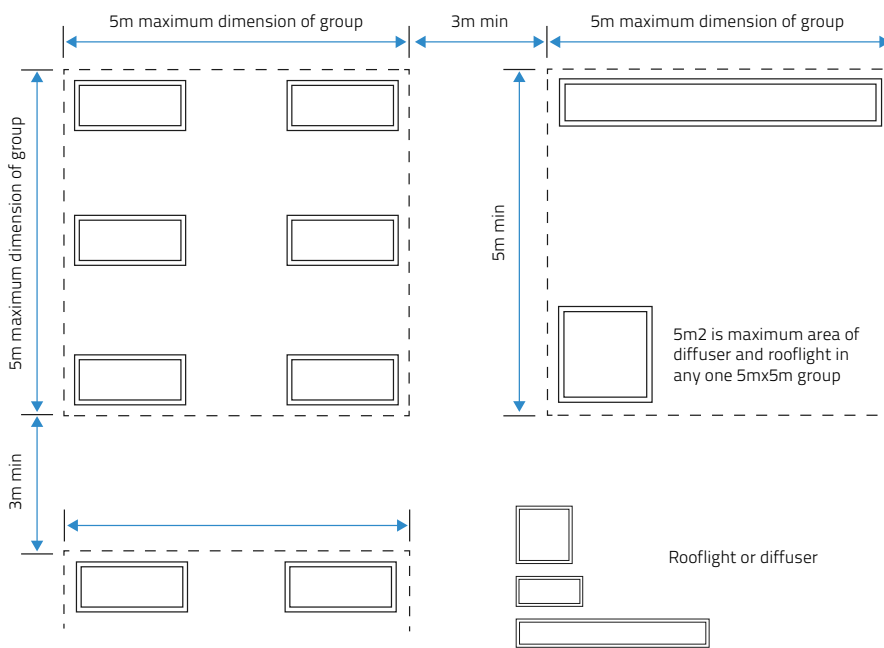 5m maximum dimension of group
3m min
5m maximum dimension of group
5m maximum dimension of group
5m min
5m2 is maximum area of
diffuser and rooflight in
any one 5mx5m group
3m min
Rooflight or diffuser